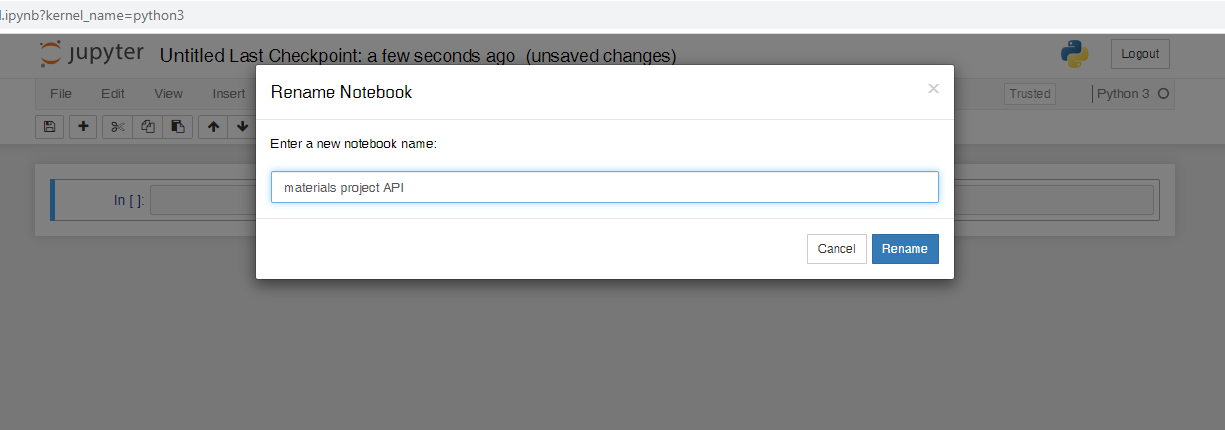 l.ipynb?kernel_name=python3
jupyter Untitled Last Checkpoint: a few seconds ago (unsaved changes)
Logout
Rename Notebook ×
File Edit View Insert
Trusted Python 3
Enter a new notebook name:
materials project API
In [ ]:
Cancel Rename